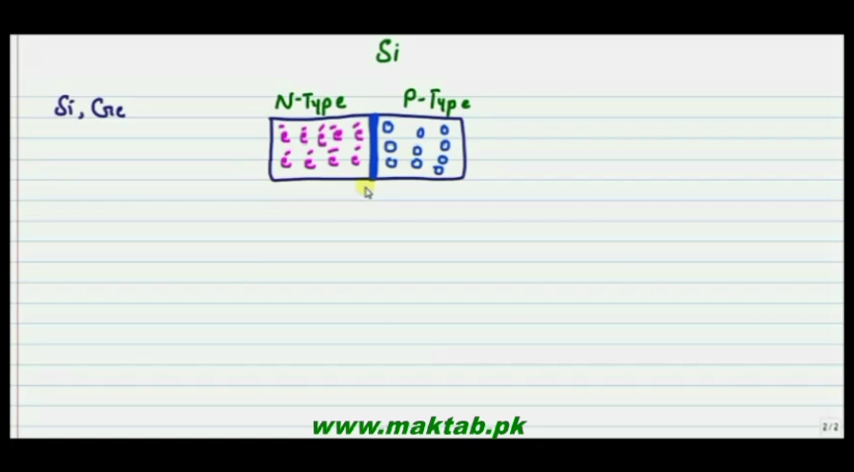 Si
Si, Ge
N-Type P-Type
e e e e e
e e e e
www.maktab.pk
2/2